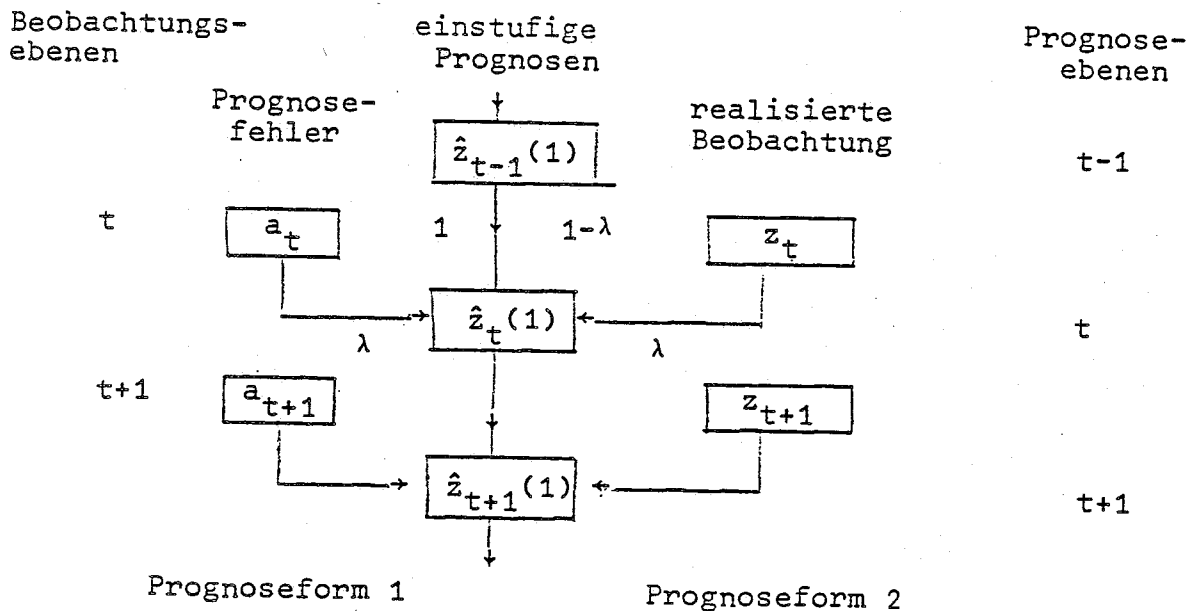 Beobachtungs-
ebenen
einstufige
Prognosen
Prognose-
ebenen
Prognose-
fehler
realisierte
Beobachtung
ẑ_{t-1}(1)
t-1
t
a_t
1
1-λ
z_t
ẑ_t(1)
λ
λ
t
t+1
a_{t+1}
z_{t+1}
ẑ_{t+1}(1)
t+1
Prognoseform 1
Prognoseform 2